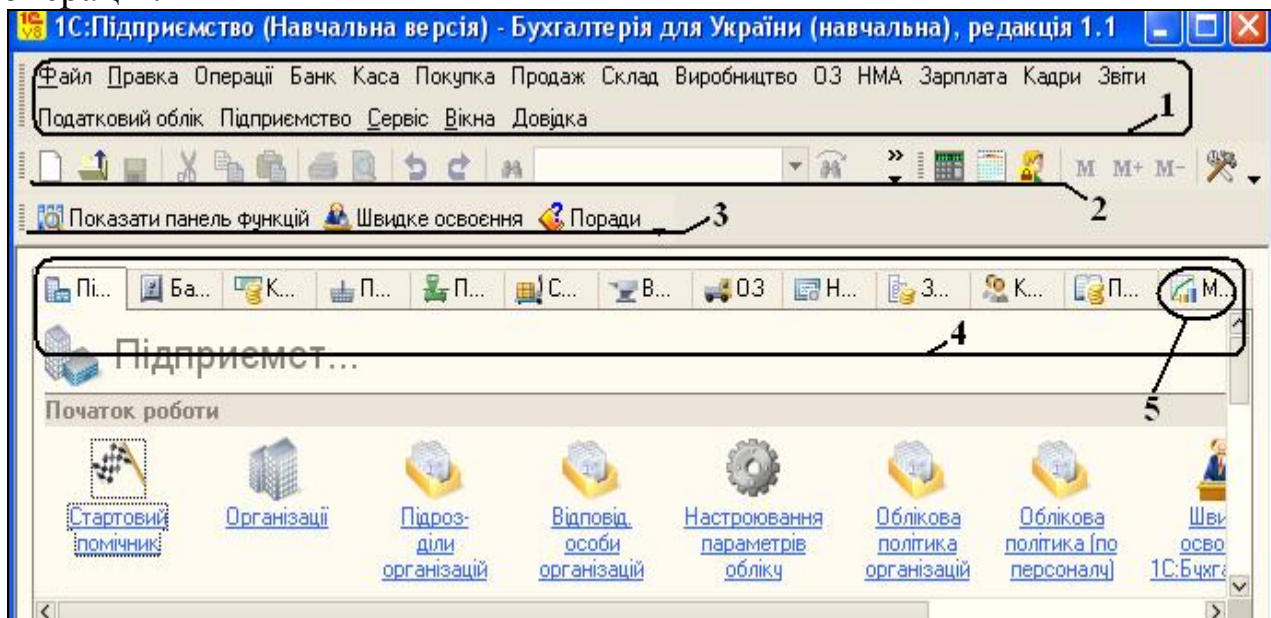 1С:Підприємство (Навчальна версія) - Бухгалтерія для України (навчальна), редакція 1.1
Файл Правка Операції Банк Каса Покупка Продаж Склад Виробництво ОЗ НМА Зарплата Кадри Звіти
1
Податковий облік Підприємство Сервіс Вікна Довідка
M M+ M-
2
Показати панель функцій Швидке освоєння Поради
3
Пі... Ба... К... П... П... С... В... ОЗ Н... З... К... П... М...
4
Підприємст...
5
Початок роботи
Стартовий помічник
Організації
Підроз-
діли
організацій
Відповід.
особи
організацій
Настроювання
параметрів
обліку
Облікова
політика
організацій
Облікова
політика (по
персоналу)